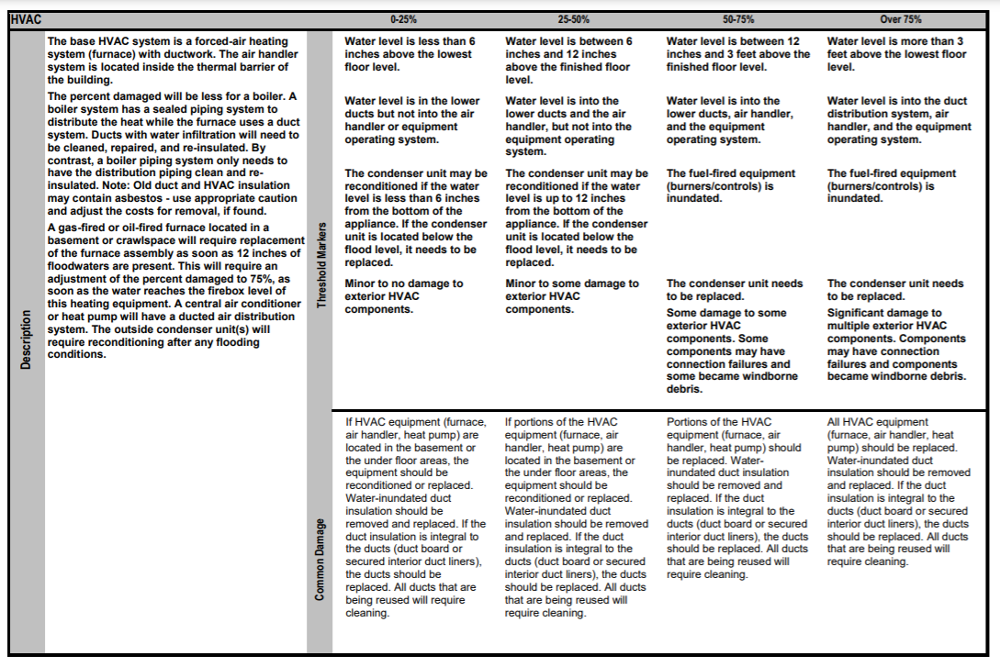 HVAC
0-25%
25-50%
50-75%
Over 75%
Description
The base HVAC system is a forced-air heating
system (furnace) with ductwork. The air handler
system is located inside the thermal barrier of
the building.
The percent damaged will be less for a boiler. A
boiler system has a sealed piping system to
distribute the heat while the furnace uses a duct
system. Ducts with water infiltration will need to
be cleaned, repaired, and re-insulated. By
contrast, a boiler piping system only needs to
have the distribution piping clean and re-
insulated. Note: Old duct and HVAC insulation
may contain asbestos - use appropriate caution
and adjust the costs for removal, if found.
A gas-fired or oil-fired furnace located in a
basement or crawlspace will require replacement
of the furnace assembly as soon as 12 inches of
floodwaters are present. This will require an
adjustment of the percent damaged to 75%, as
soon as the water reaches the firebox level of
this heating equipment. A central air conditioner
or heat pump will have a ducted air distribution
system. The outside condenser unit(s) will
require reconditioning after any flooding
conditions.
Threshold Markers
Water level is less than 6
inches above the lowest
floor level.
Water level is in the lower
ducts but not into the air
handler or equipment
operating system.
The condenser unit may be
reconditioned if the water
level is less than 6 inches
from the bottom of the
appliance. If the condenser
unit is located below the
flood level, it needs to be
replaced.
Minor to no damage to
exterior HVAC
components.
Water level is between 6
inches and 12 inches
above the finished floor
level.
Water level is into the
lower ducts and the air
handler, but not into the
equipment operating
system.
The condenser unit may be
reconditioned if the water
level is up to 12 inches
from the bottom of the
appliance. If the condenser
unit is located below the
flood level, it needs to be
replaced.
Minor to some damage to
exterior HVAC
components.
Water level is between 12
inches and 3 feet above the
finished floor level.
Water level is into the
lower ducts, air handler,
and the equipment
operating system.
The fuel-fired equipment
(burners/controls) is
inundated.
The condenser unit needs
to be replaced.
Some damage to some
exterior HVAC
components. Some
components may have
connection failures and
some became windborne
debris.
Water level is more than 3
feet above the lowest floor
level.
Water level is into the duct
distribution system, air
handler, and the equipment
operating system.
The fuel-fired equipment
(burners/controls) is
inundated.
The condenser unit needs
to be replaced.
Significant damage to
multiple exterior HVAC
components. Components
may have connection
failures and components
became windborne debris.
Common Damage
If HVAC equipment (furnace,
air handler, heat pump) are
located in the basement or
the under floor areas, the
equipment should be
reconditioned or replaced.
Water-inundated duct
insulation should be
removed and replaced. If the
duct insulation is integral to
the ducts (duct board or
secured interior duct liners),
the ducts should be
replaced. All ducts that are
being reused will require
cleaning.
If portions of the HVAC
equipment (furnace, air
handler, heat pump) are
located in the basement or
the under floor areas, the
equipment should be
reconditioned or replaced.
Water-inundated duct
insulation should be removed
and replaced. If the duct
insulation is integral to the
ducts (duct board or secured
interior duct liners), the ducts
should be replaced. All ducts
that are being reused will
require cleaning.
Portions of the HVAC
equipment (furnace, air
handler, heat pump) should
be replaced. Water-
inundated duct insulation
should be removed and
replaced. If the duct
insulation is integral to the
ducts (duct board or secured
interior duct liners), the ducts
should be replaced. All ducts
that are being reused will
require cleaning.
All HVAC equipment
(furnace, air handler, heat
pump) should be replaced.
Water-inundated duct
insulation should be removed
and replaced. If the duct
insulation is integral to the
ducts (duct board or secured
interior duct liners), the ducts
should be replaced. All ducts
that are being reused will
require cleaning.